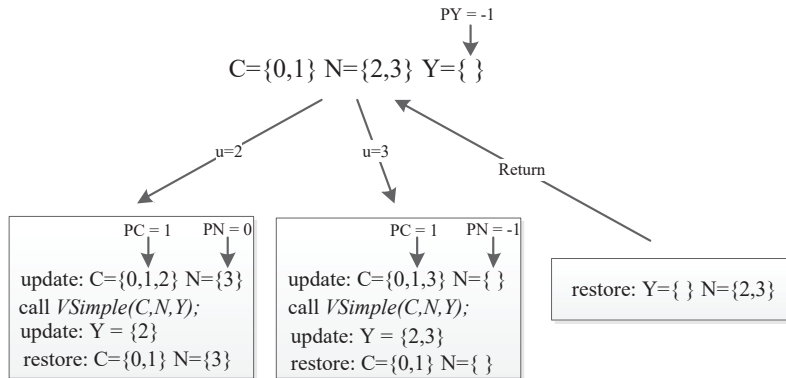 PY = -1
C={0,1} N={2,3} Y={ }
u=2
u=3
Return
PC = 1 PN = 0
update: C={0,1,2} N={3}
call VSimple(C,N,Y);
update: Y = {2}
restore: C={0,1} N={3}
PC = 1 PN = -1
update: C={0,1,3} N={ }
call VSimple(C,N,Y);
update: Y = {2,3}
restore: C={0,1} N={ }
restore: Y={ } N={2,3}